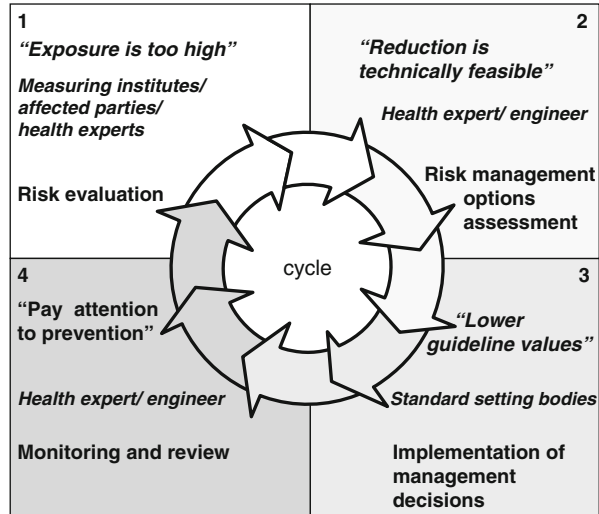 1
“Exposure is too high”
Measuring institutes/
affected parties/
health experts
Risk evaluation
2
“Reduction is
technically feasible”
Health expert/ engineer
Risk management
options
assessment
cycle
3
“Lower
guideline values”
Standard setting bodies
Implementation of
management
decisions
4
“Pay attention
to prevention”
Health expert/ engineer
Monitoring and review